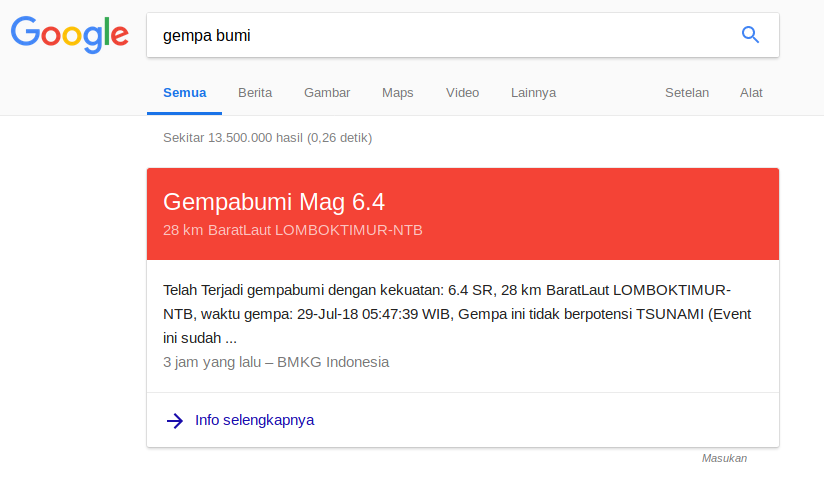 Google
gempa bumi
Semua Berita Gambar Maps Video Lainnya Setelan Alat
Sekitar 13.500.000 hasil (0,26 detik)
Gempabumi Mag 6.4
28 km BaratLaut LOMBOKTIMUR-NTB
Telah Terjadi gempabumi dengan kekuatan: 6.4 SR, 28 km BaratLaut LOMBOKTIMUR-
NTB, waktu gempa: 29-Jul-18 05:47:39 WIB, Gempa ini tidak berpotensi TSUNAMI (Event
ini sudah ...
3 jam yang lalu – BMKG Indonesia
Info selengkapnya
Masukan